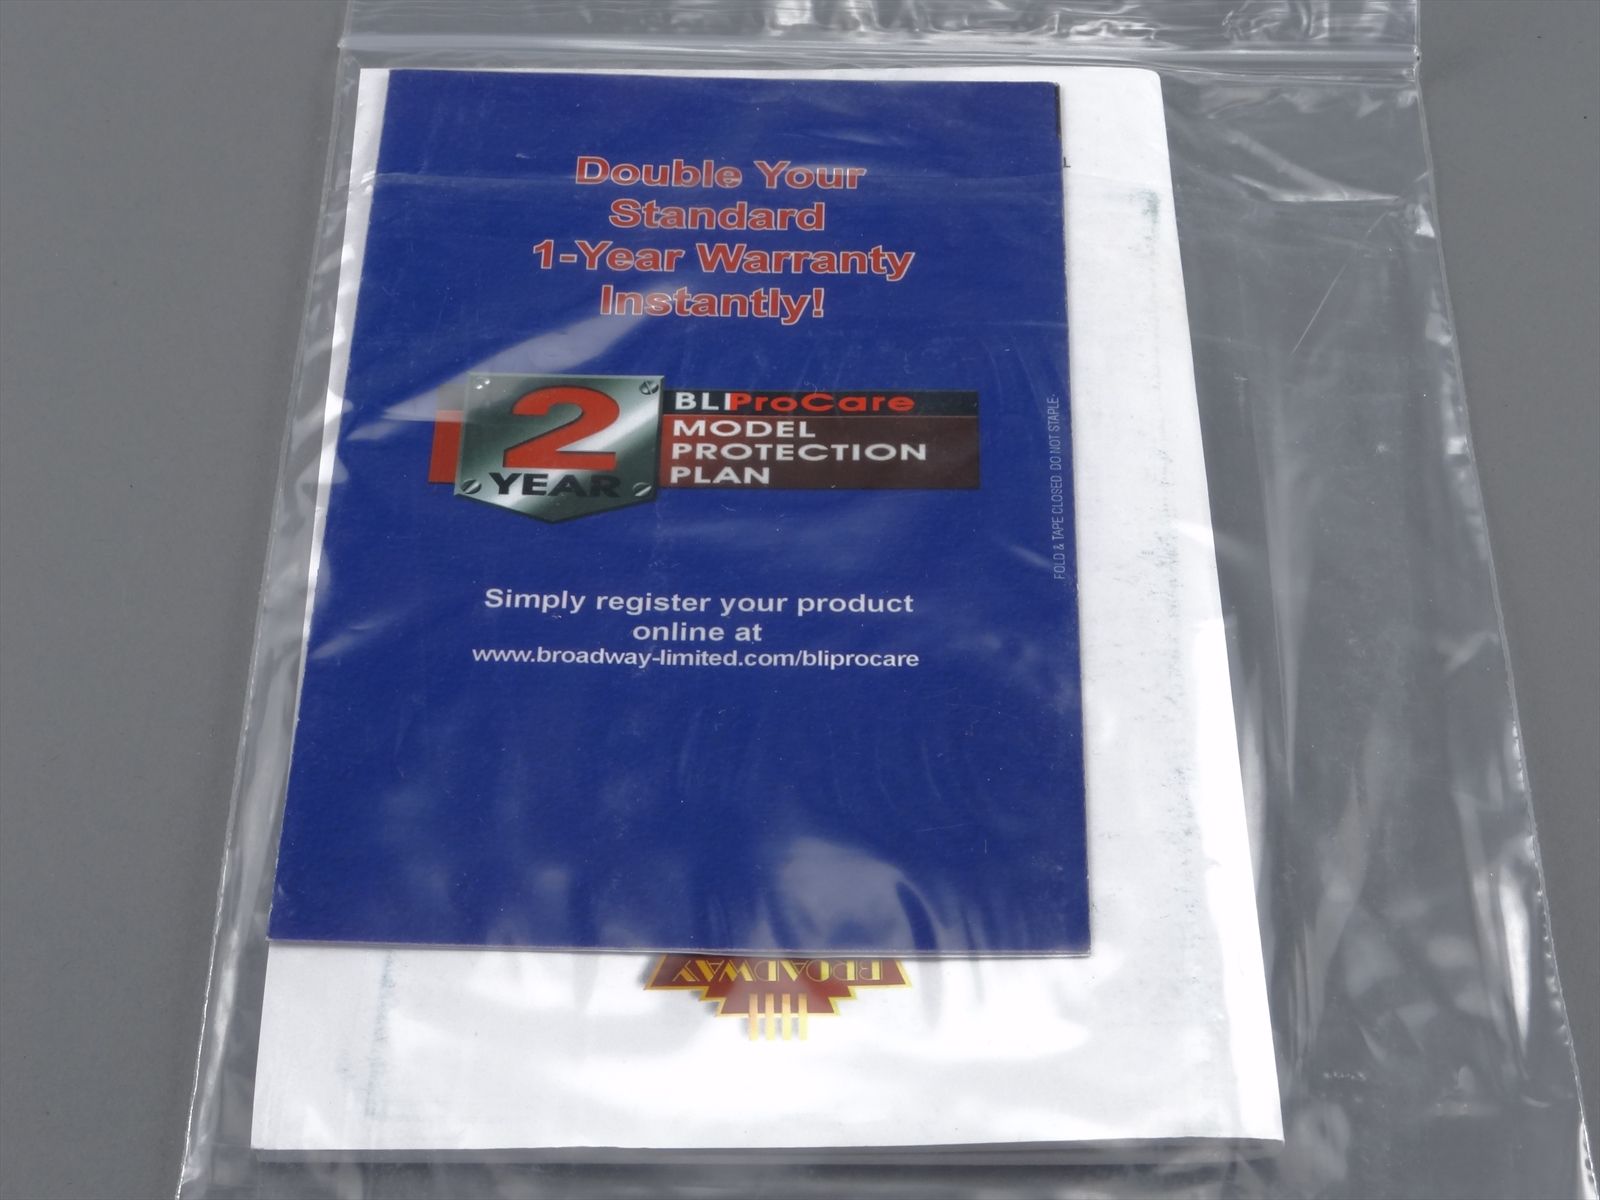 Double Your
Standard
1-Year Warranty
Instantly!
2
YEAR
BLIProCare
MODEL
PROTECTION
PLAN
FOLD & TAPE CLOSED. DO NOT STAPLE.
Simply register your product
online at
www.broadway-limited.com/bliprocare
BROADWAY